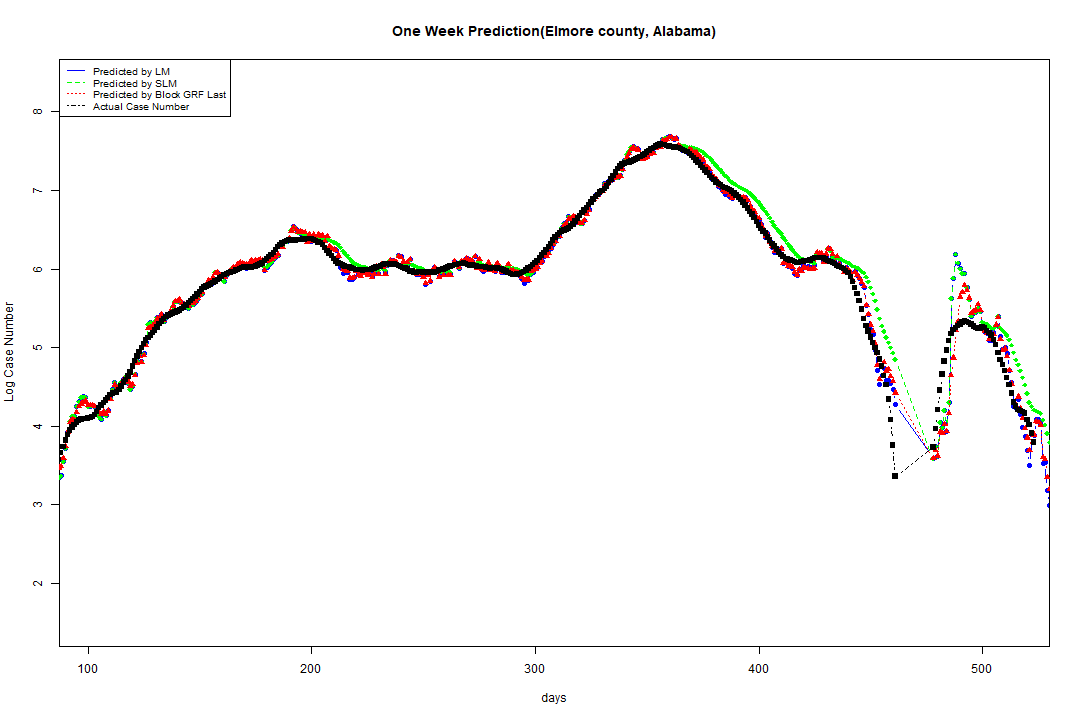 One Week Prediction(Elmore county, Alabama)
Predicted by LM
Predicted by SLM
Predicted by Block GRF Last
Actual Case Number
8
7
6
5
4
3
2
Log Case Number
100 200 300 400 500
days